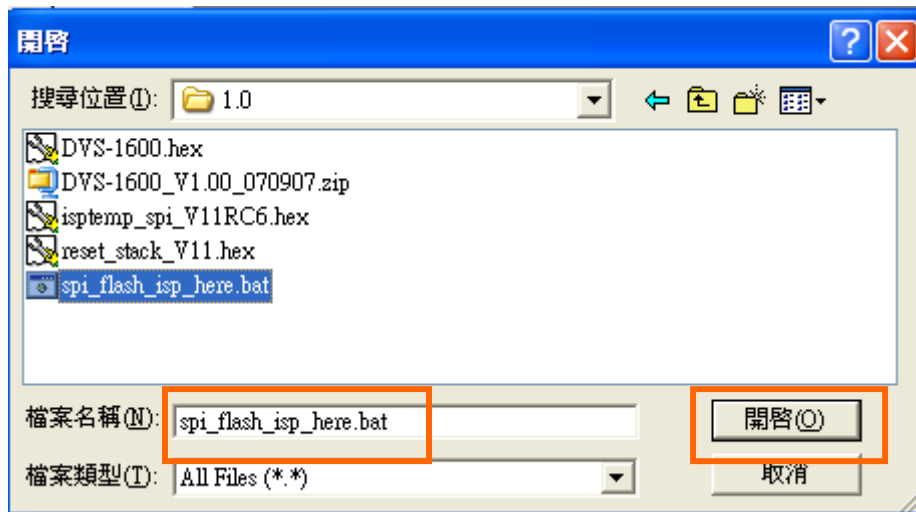 開啟
搜尋位置(I): 1.0
DVS-1600.hex
DVS-1600_V1.00_070907.zip
isptemp_spi_V11RC6.hex
reset_stack_V11.hex
spi_flash_isp_here.bat
檔案名稱(N): spi_flash_isp_here.bat 開啟(O)
檔案類型(T): All Files (*.*) 取消